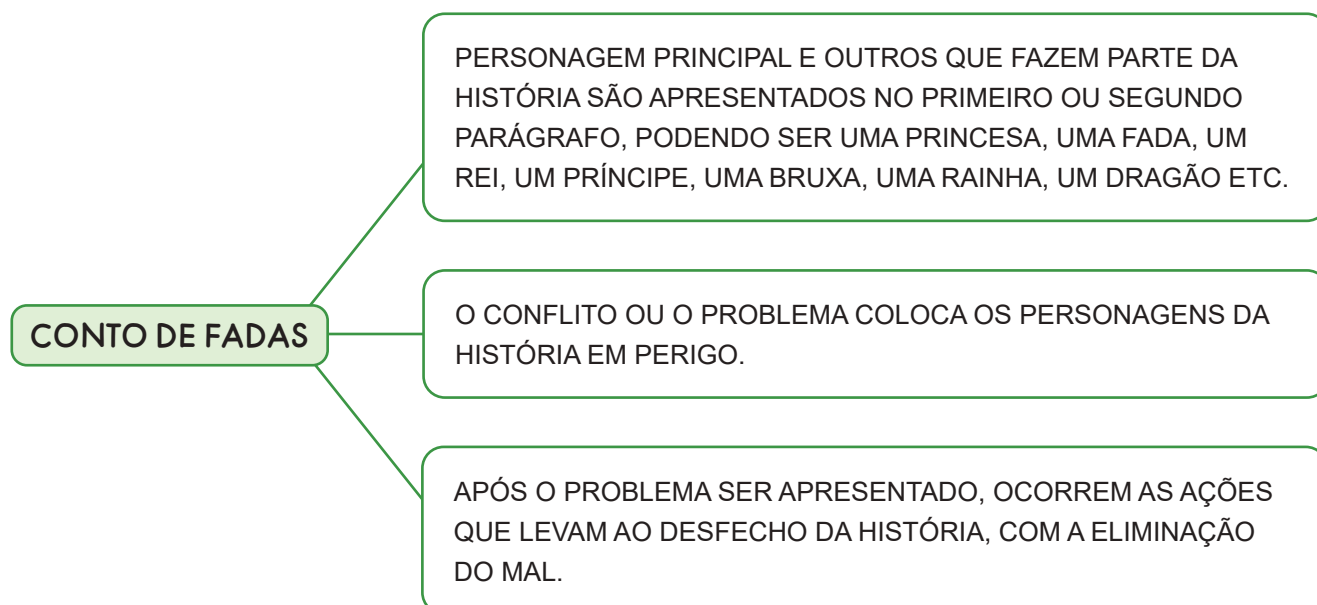 PERSONAGEM PRINCIPAL E OUTROS QUE FAZEM PARTE DA
HISTÓRIA SÃO APRESENTADOS NO PRIMEIRO OU SEGUNDO
PARÁGRAFO, PODENDO SER UMA PRINCESA, UMA FADA, UM
REI, UM PRÍNCIPE, UMA BRUXA, UMA RAINHA, UM DRAGÃO ETC.
CONTO DE FADAS
O CONFLITO OU O PROBLEMA COLOCA OS PERSONAGENS DA
HISTÓRIA EM PERIGO.
APÓS O PROBLEMA SER APRESENTADO, OCORREM AS AÇÕES
QUE LEVAM AO DESFECHO DA HISTÓRIA, COM A ELIMINAÇÃO
DO MAL.